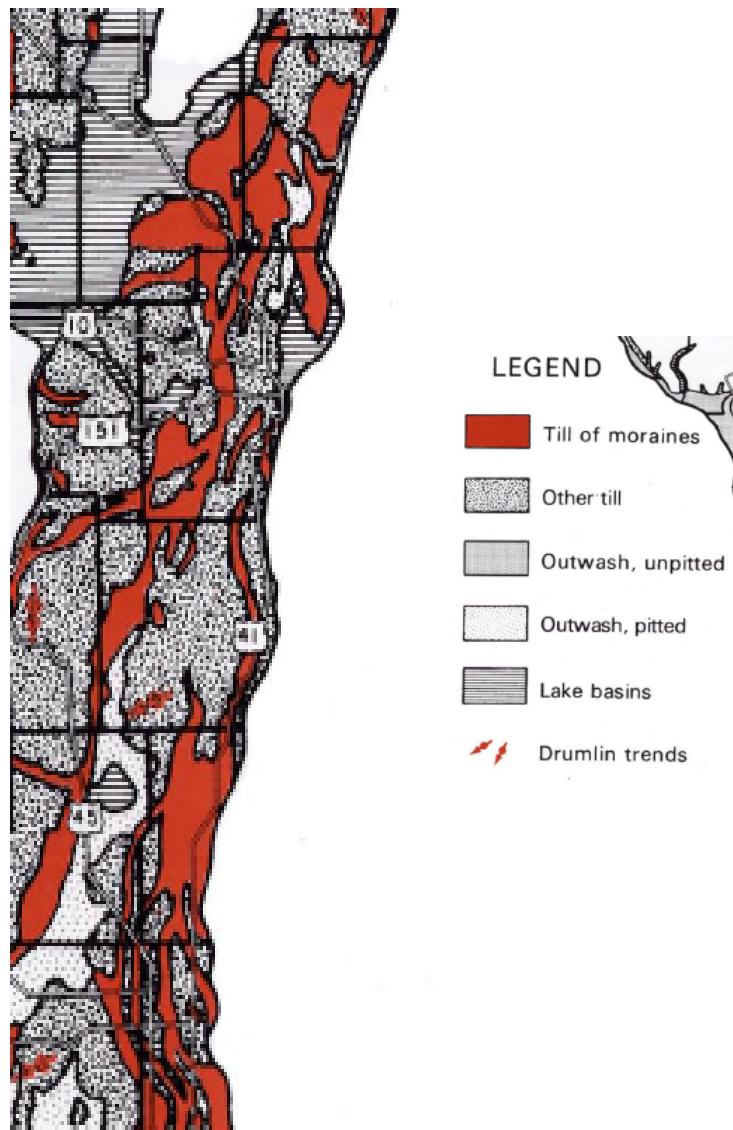 10
151
41
45
LEGEND
Till of moraines
Other till
Outwash, unpitted
Outwash, pitted
Lake basins
Drumlin trends